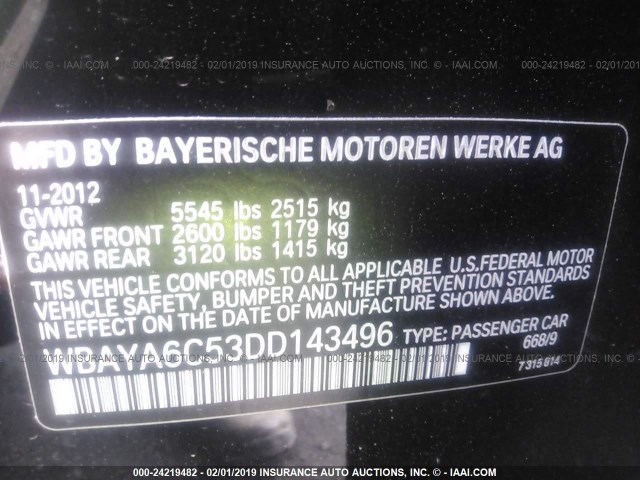 000-24219482 - 02/01/2019 INSURANCE AUTO AUCTIONS, INC. - © IAAI.COM
MFD BY BAYERISCHE MOTOREN WERKE AG
11-2012
GVWR 5545 lbs 2515 kg
GAWR FRONT 2600 lbs 1179 kg
GAWR REAR 3120 lbs 1415 kg
THIS VEHICLE CONFORMS TO ALL APPLICABLE U.S.FEDERAL MOTOR
VEHICLE SAFETY, BUMPER AND THEFT PREVENTION STANDARDS
IN EFFECT ON THE DATE OF MANUFACTURE SHOWN ABOVE.
WBAYA6C53DD143496 TYPE: PASSENGER CAR
668/9
7315614
000-24219482 - 02/01/2019 INSURANCE AUTO AUCTIONS, INC. - © IAAI.COM